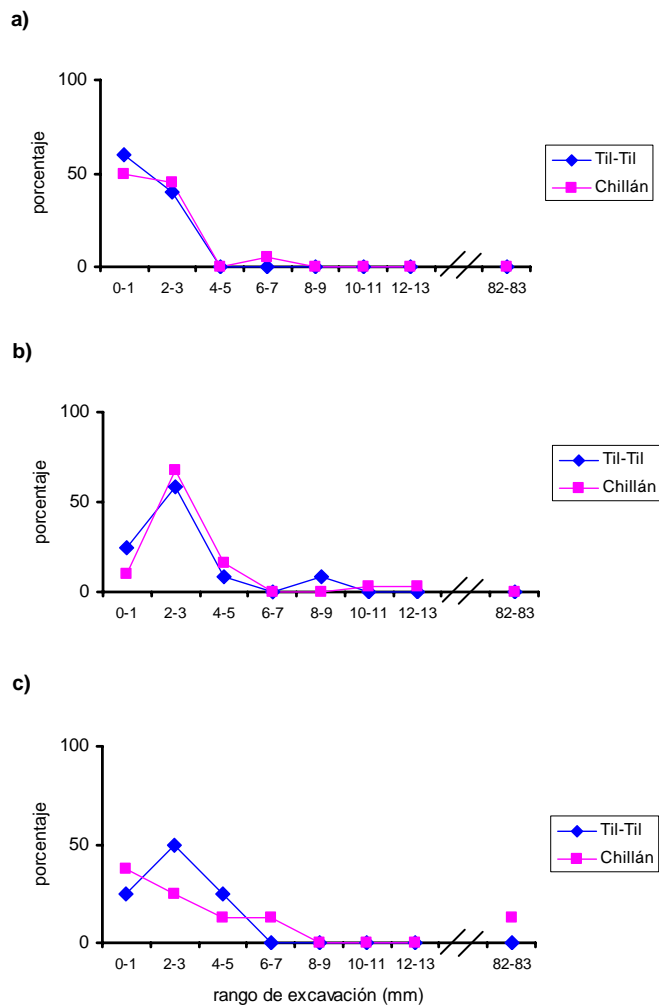 a)
100
50
0
porcentaje
0-1 2-3 4-5 6-7 8-9 10-11 12-13 82-83
Til-Til
Chillán
b)
100
50
0
porcentaje
0-1 2-3 4-5 6-7 8-9 10-11 12-13 82-83
Til-Til
Chillán
c)
100
50
0
porcentaje
0-1 2-3 4-5 6-7 8-9 10-11 12-13 82-83
rango de excavación (mm)
Til-Til
Chillán